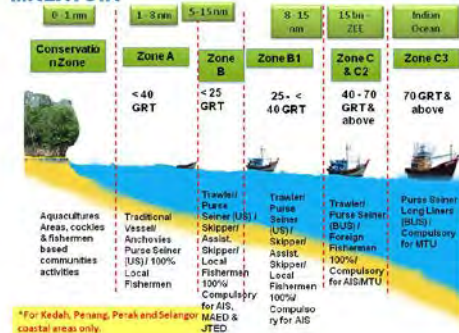 0-1 nm
1-8 nm
5-15 nm
8-15
nm
15 bn -
ZEE
Indian
Ocean
Conservatio
n Zone
Zone A
Zone
B
Zone B1
Zone C
& C2
Zone C3
< 40
GRT
< 25
GRT
25 - <
40 GRT
40 - 70
GRT &
above
70 GRT &
above
Aquacultures
Areas, cockles
& fishermen
based
communities
activities
Traditional
Vessel/
Anchovies
Purse Seiner
(US)/ 100%
Local
Fishermen
Trawler/
Purse
Seiner (US)/
Skipper/
Assist.
Skipper/
Local
Fishermen
100%/
Compulsory
for AIS,
MAED &
JTED
Trawler/
Purse
Seiner
(US)/
Skipper/
Assist.
Skipper/
Local
Fishermen
100%/
Compulso
ry for AIS
Trawler/
Purse Seiner
(BUS)/
Foreign
Fishermen
100%/
Compulsory
for AIS/MTU
Purse Seiner
Long Liners
(BUS)/
Compulsory
for MTU
*For Kedah, Penang, Perak and Selangor
coastal areas only.